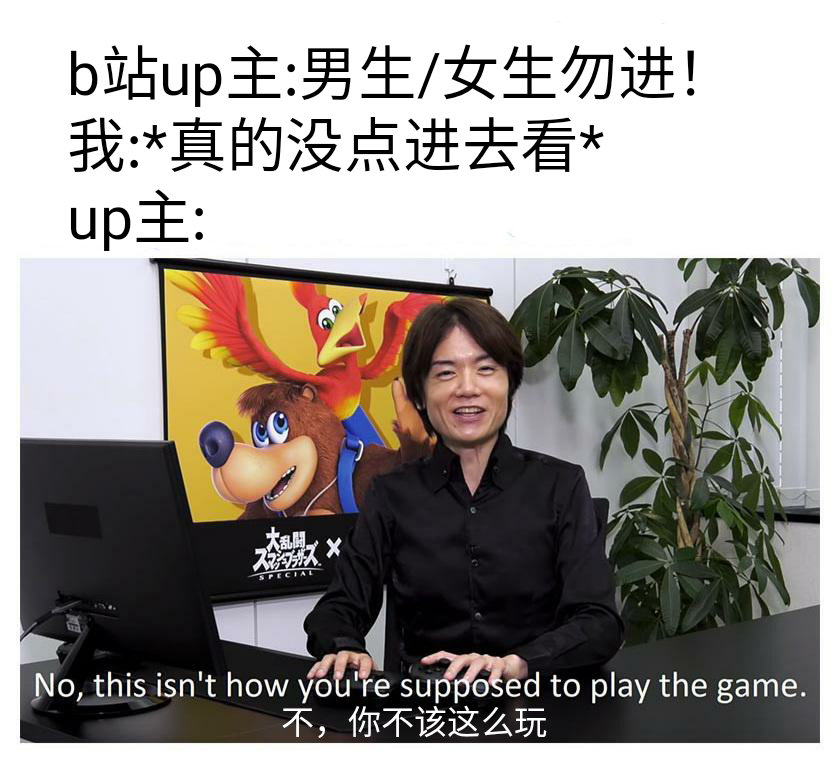 b站up主:男生/女生勿进！
我:*真的没点进去看*
up主:
大乱闘
スマッシュブラザーズ
SPECIAL
×
No, this isn't how you're supposed to play the game.
不，你不该这么玩